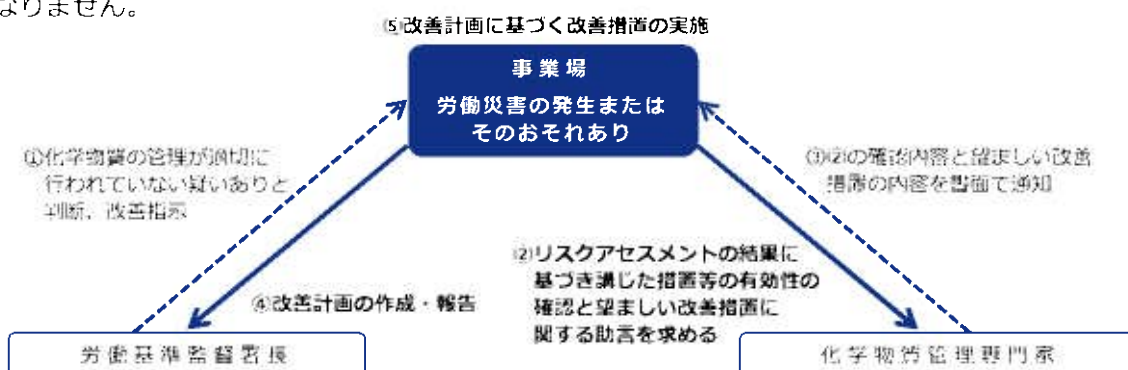 なりません。
⑤改善計画に基づく改善措置の実施
事業場
労働災害の発生または
そのおそれあり
①化学物質の管理が適切に
行われていない疑いありと
判断、改善指示
③②の確認内容と望ましい改善
措置の内容を書面で通知
②リスクアセスメントの結果に
基づき講じた措置等の有効性の
確認と望ましい改善措置に
関する助言を求める
④改善計画の作成・報告
労働基準監督署長
化学物質管理専門家